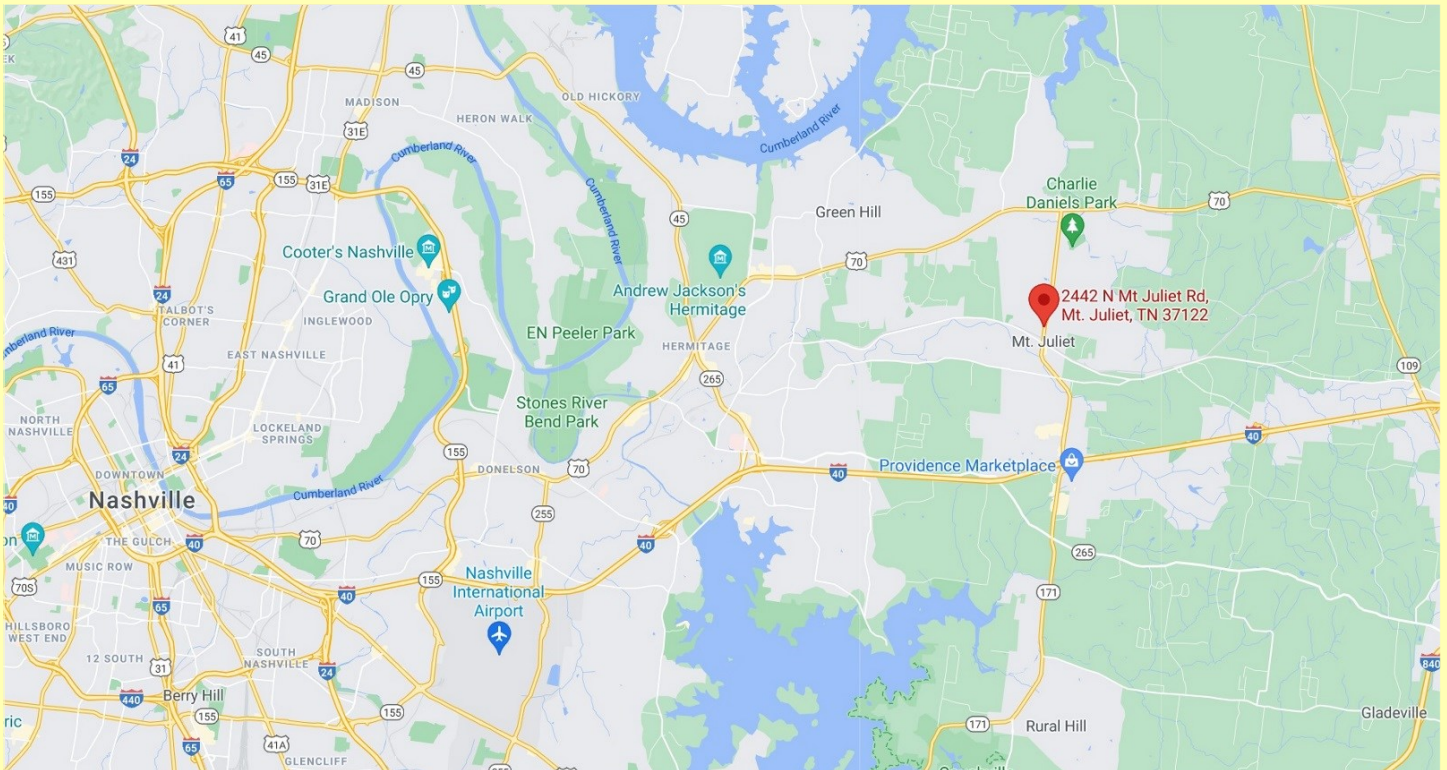 41
45
45
MADISON
OLD HICKORY
HERON WALK
31E
Cumberland River
24
65
155
155
31E
Cumberland River
Cumberland River
Cumberland River
45
Green Hill
Charlie
Daniels Park
70
70
431
Cooter's Nashville
Grand Ole Opry
Andrew Jackson's
Hermitage
2442 N Mt Juliet Rd,
Mt. Juliet, TN 37122
Mt. Juliet
24
TALBOT'S
CORNER
INGLEWOOD
EN Peeler Park
HERMITAGE
EAST NASHVILLE
41
65
265
109
Stones River
Bend Park
NORTH
NASHVILLE
LOCKELAND
SPRINGS
24
155
DONELSON
70
40
Providence Marketplace
40
DOWNTOWN
Nashville
Cumberland River
255
40
THE GULCH
40
70
40
265
MUSIC ROW
70S
155
Nashville
International
Airport
40
171
65
HILLSBORO
WEST END
12 SOUTH
31
SOUTH
NASHVILLE
24
440
Berry Hill
155
155
840
Gladeville
171
Rural Hill
ric
65
41A
GLENCLIFF